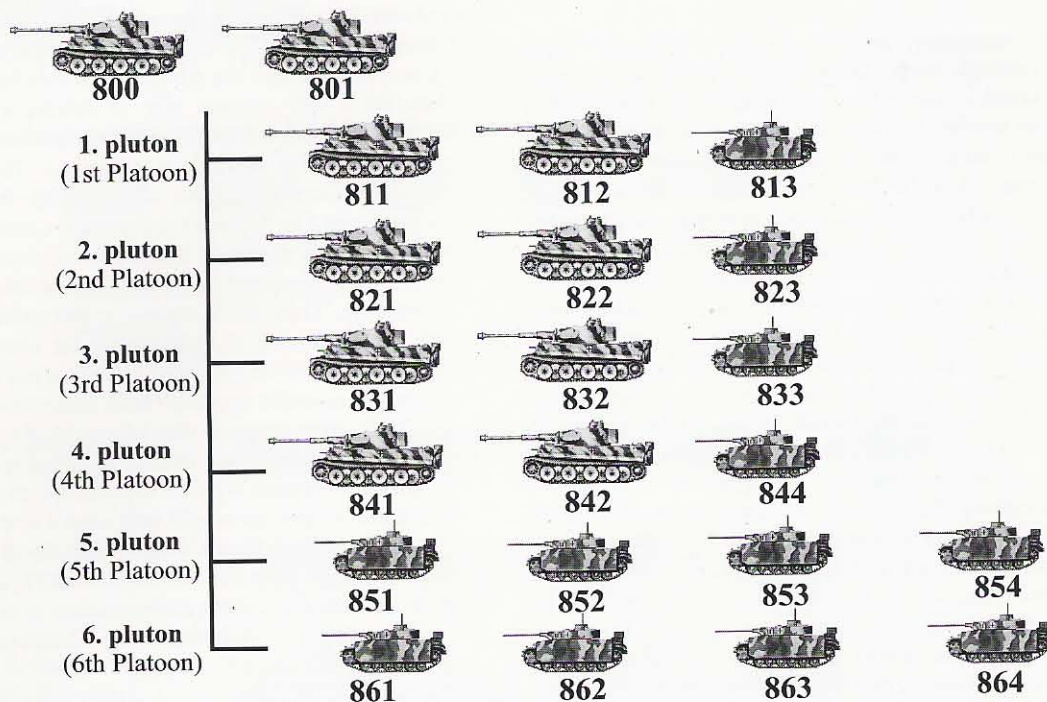 800 801
1. pluton
(1st Platoon)
811 812 813
2. pluton
(2nd Platoon)
821 822 823
3. pluton
(3rd Platoon)
831 832 833
4. pluton
(4th Platoon)
841 842 844
5. pluton
(5th Platoon)
851 852 853 854
6. pluton
(6th Platoon)
861 862 863 864